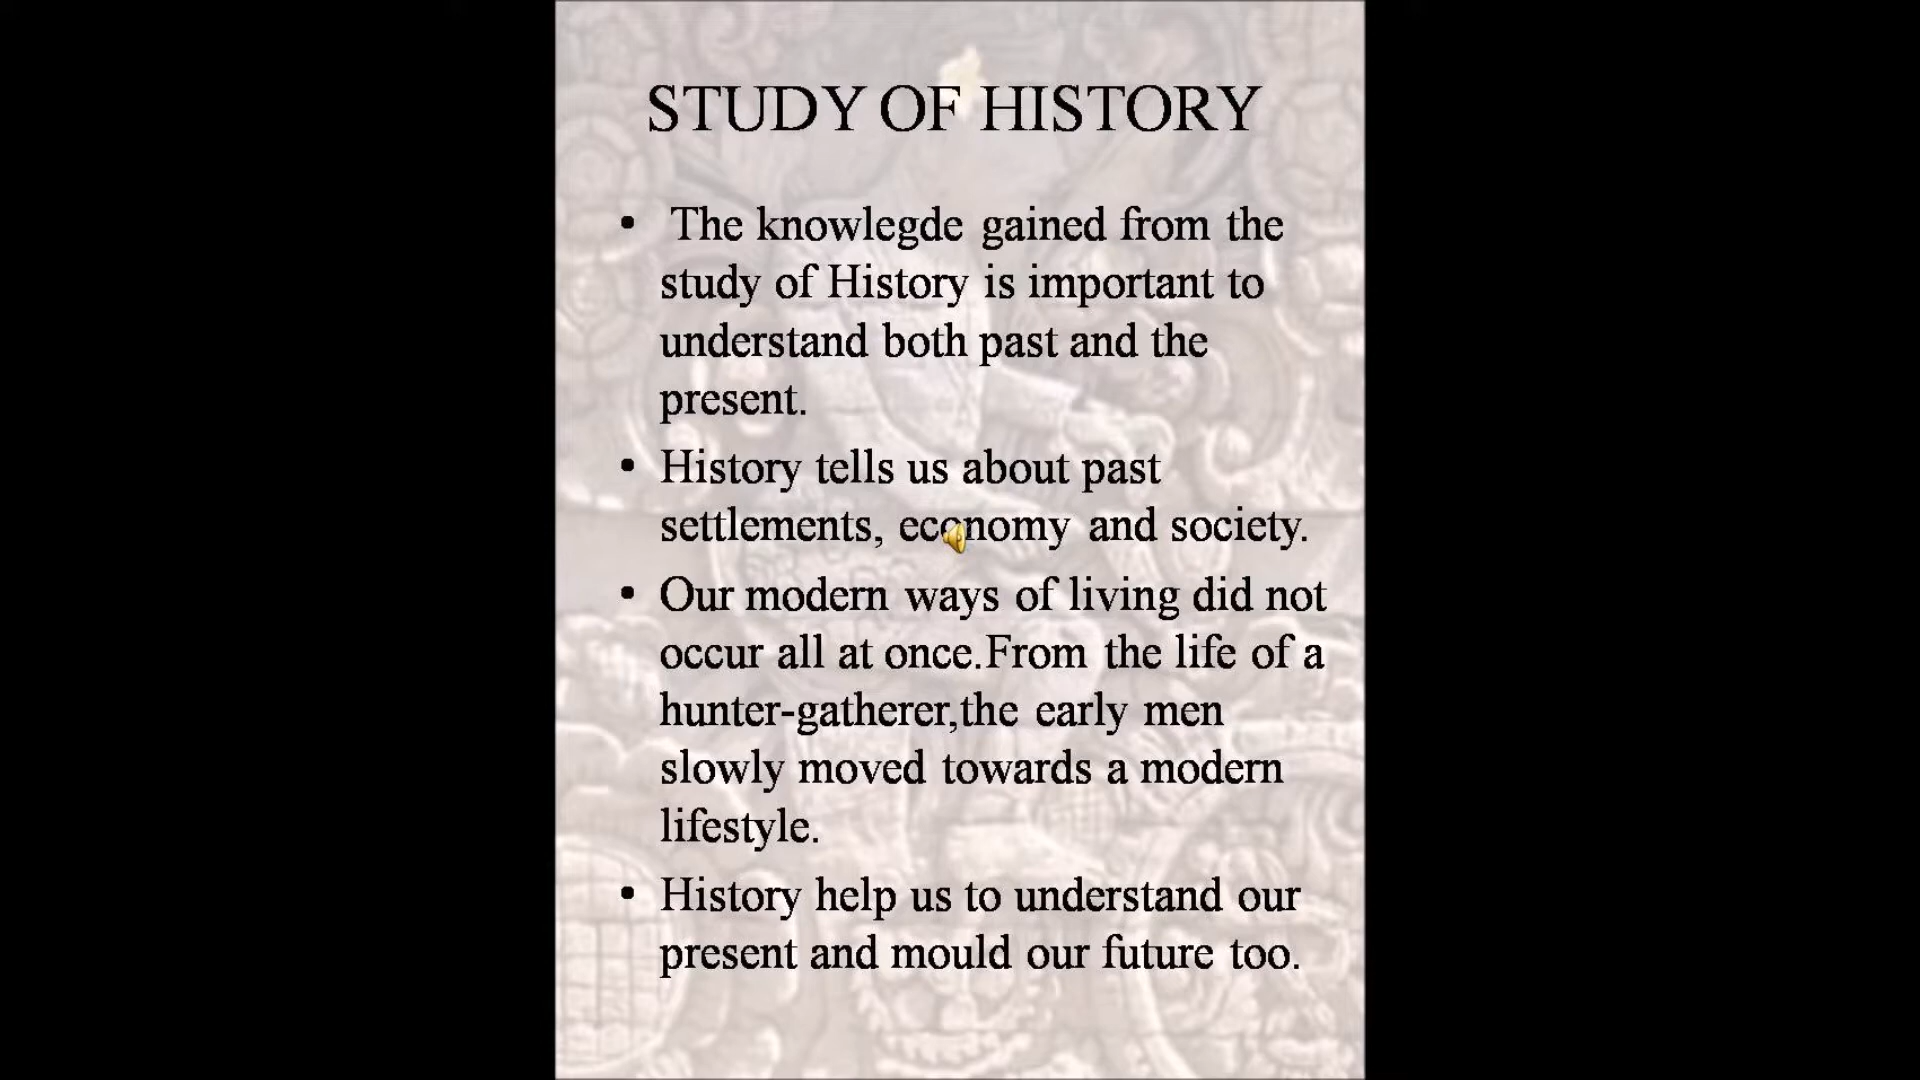 STUDY OF HISTORY
• The knowlegde gained from the
study of History is important to
understand both past and the
present.
• History tells us about past
settlements, economy and society.
• Our modern ways of living did not
occur all at once.From the life of a
hunter-gatherer,the early men
slowly moved towards a modern
lifestyle.
• History help us to understand our
present and mould our future too.